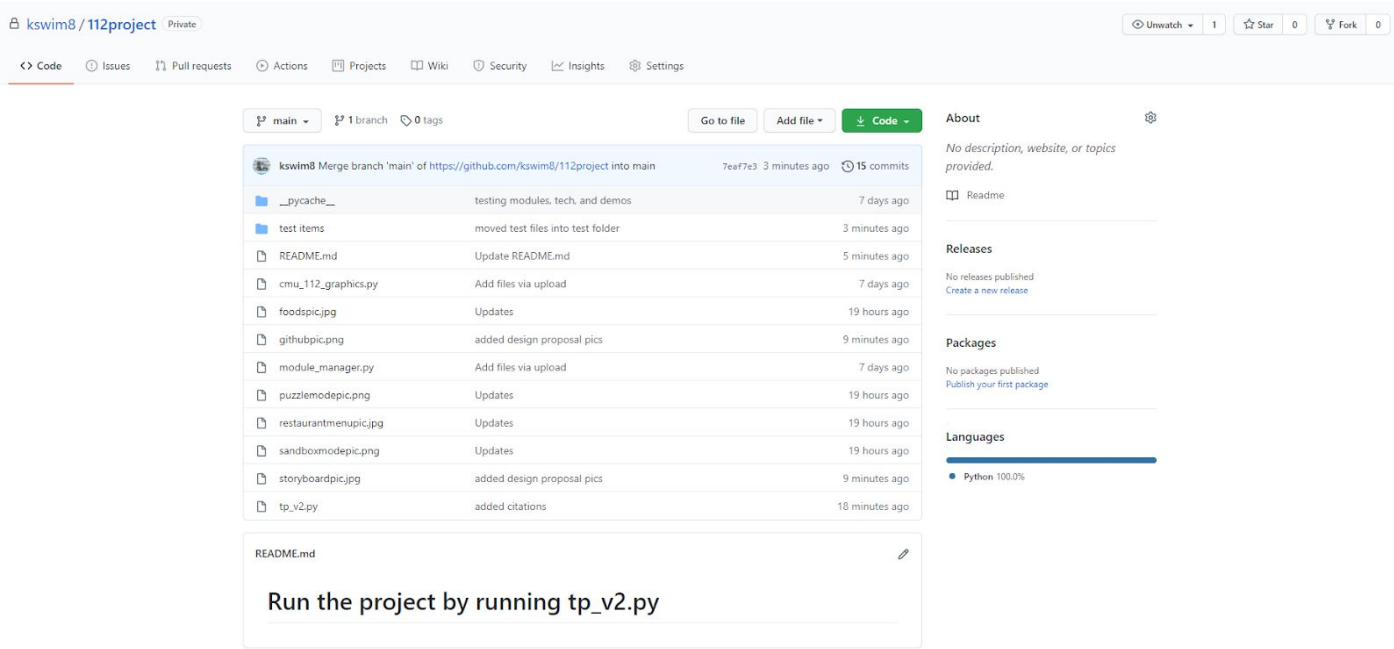 kswim8 / 112project Private
Unwatch 1 Star 0 Fork 0
Code Issues Pull requests Actions Projects Wiki Security Insights Settings
main 1 branch 0 tags Go to file Add file Code
kswim8 Merge branch 'main' of https://github.com/kswim8/112project into main 7eaf7e3 3 minutes ago 15 commits
__pycache__ testing modules, tech, and demos 7 days ago
test items moved test files into test folder 3 minutes ago
README.md Update README.md 5 minutes ago
cmu_112_graphics.py Add files via upload 7 days ago
foodspic.jpg Updates 19 hours ago
githubpic.png added design proposal pics 9 minutes ago
module_manager.py Add files via upload 7 days ago
puzzlemodepic.png Updates 19 hours ago
restaurantmenupic.jpg Updates 19 hours ago
sandboxmodepic.png Updates 19 hours ago
storyboardpic.jpg added design proposal pics 9 minutes ago
tp_v2.py added citations 18 minutes ago
README.md
Run the project by running tp_v2.py
About
No description, website, or topics
provided.
Readme
Releases
No releases published
Create a new release
Packages
No packages published
Publish your first package
Languages
Python 100.0%